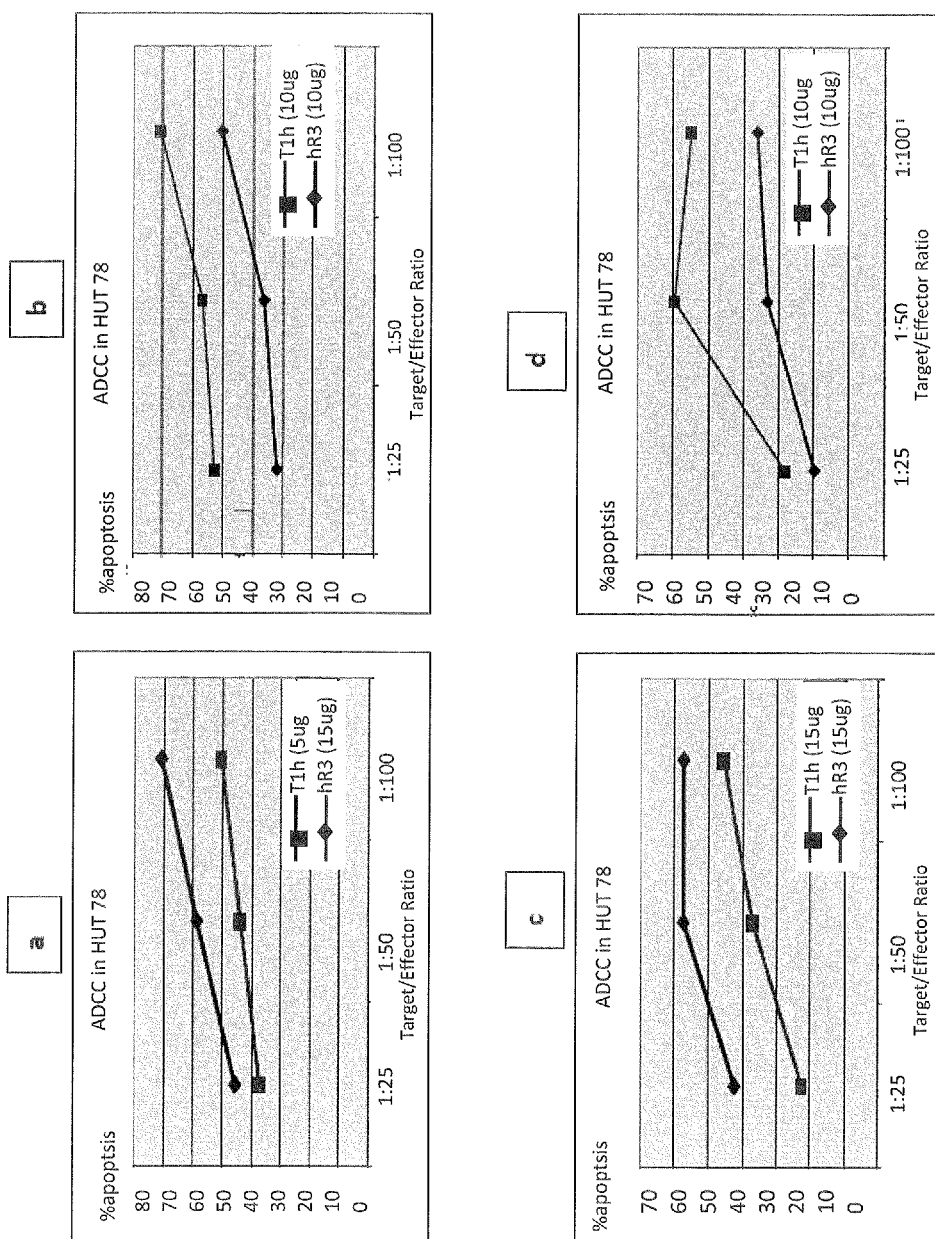 a
ADCC in HUT 78
%apoptsis
80
70
60
50
40
30
20
10
0
T1h (5ug
hR3 (15ug)
1:25
1:50
1:100
Target/Effector Ratio
b
ADCC in HUT 78
%apoptosis
80
70
60
50
40
30
20
10
0
T1h (10ug
hR3 (10ug)
1:25
1:50
1:100
Target/Effector Ratio
c
ADCC in HUT 78
%apoptsis
70
60
50
40
30
20
10
0
T1h (15ug
hR3 (15ug)
1:25
1:50
1:100
Target/Effector Ratio
d
ADCC in HUT 78
%apoptsis
70
60
50
40
30
20
10
0
T1h (10ug
hR3 (10ug)
1:25
1:50
1:100
Target/Effector Ratio